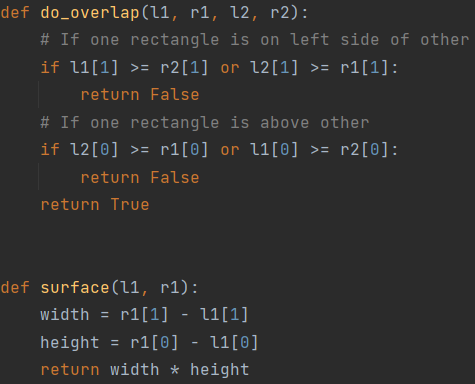 def do_overlap(l1, r1, l2, r2):
    # If one rectangle is on left side of other
    if l1[1] >= r2[1] or l2[1] >= r1[1]:
        return False
    # If one rectangle is above other
    if l2[0] >= r1[0] or l1[0] >= r2[0]:
        return False
    return True
def surface(l1, r1):
    width = r1[1] - l1[1]
    height = r1[0] - l1[0]
    return width * height